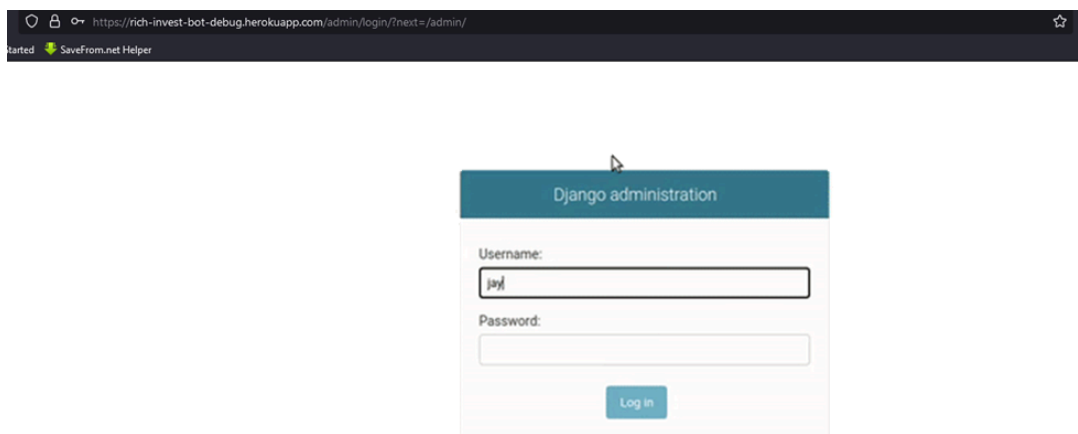 https://rich-invest-bot-debug.herokuapp.com/admin/login/?next=/admin/
Started SaveFrom.net Helper
Django administration
Username:
jay
Password:
Log in